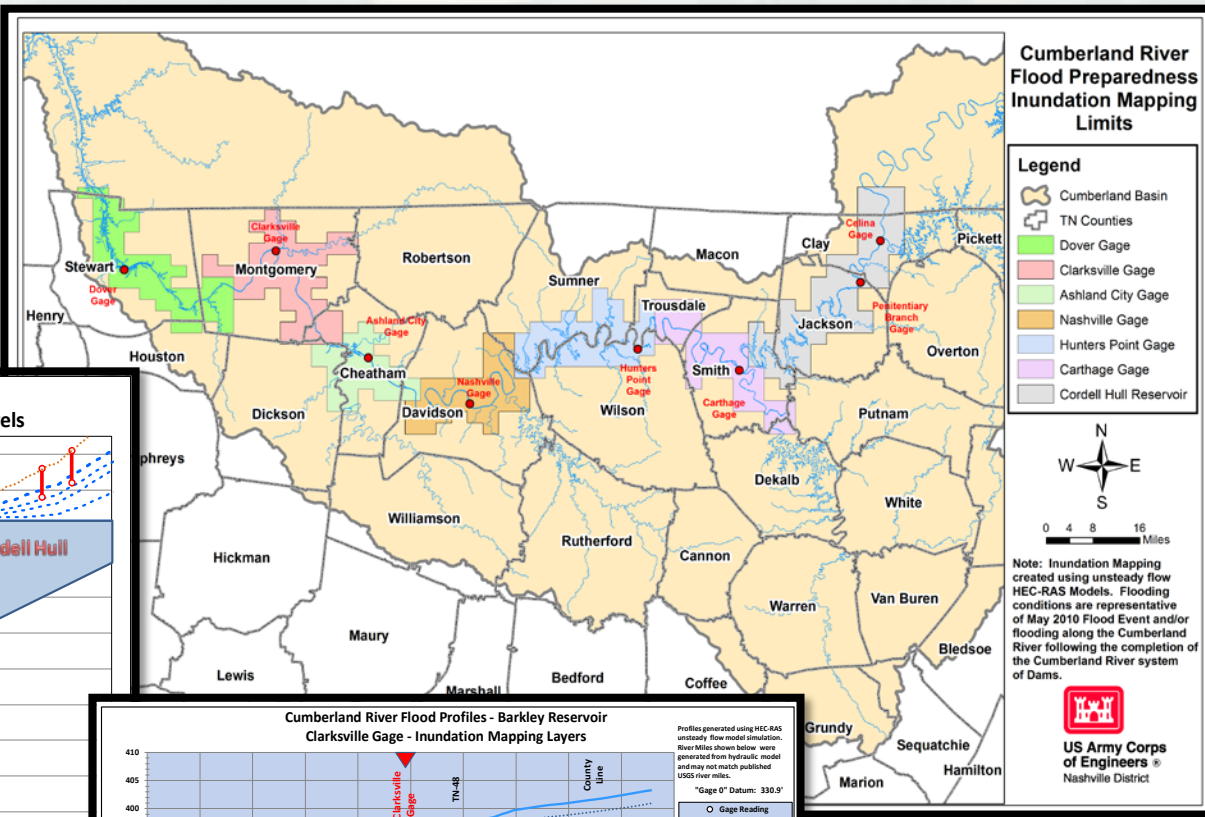 Cumberland River
Flood Preparedness
Inundation Mapping
Limits
Legend
Cumberland Basin
TN Counties
Dover Gage
Clarksville Gage
Ashland City Gage
Nashville Gage
Hunters Point Gage
Carthage Gage
Cordell Hull Reservoir
N
W
E
S
0 4 8 16
Miles
Note: Inundation Mapping
created using unsteady flow
HEC-RAS Models. Flooding
conditions are representative
of May 2010 Flood Event and/or
flooding along the Cumberland
River following the completion of
the Cumberland River system
of Dams.
US Army Corps
of Engineers ®
Nashville District
Clarksville
Gage
Celina
Gage
Clay
Pickett
Macon
Robertson
Stewart
Montgomery
Sumner
Dover
Gage
Trousdale
Henry
Ashland City
Gage
Penitentiary
Branch
Gage
Jackson
Overton
Houston
Cheatham
Smith
Hunters
Point
Gage
Nashville
Gage
Dickson
Davidson
Wilson
Carthage
Gage
Putnam
els
phreys
Dekalb
White
Williamson
Rutherford
dell Hull
Hickman
Cannon
Warren
Van Buren
Maury
Bledsoe
Lewis
Marshall
Bedford
Coffee
Grundy
Sequatchie
Hamilton
Marion
Cumberland River Flood Profiles - Barkley Reservoir
Clarksville Gage - Inundation Mapping Layers
410
405
400
Clarksville
Gage
TN-48
County
Line
Profiles generated using HEC-RAS
unsteady flow model simulation.
River Miles shown below were
generated from hydraulic model
and may not match published
USGS river miles.
"Gage 0" Datum: 330.9'
Gage Reading